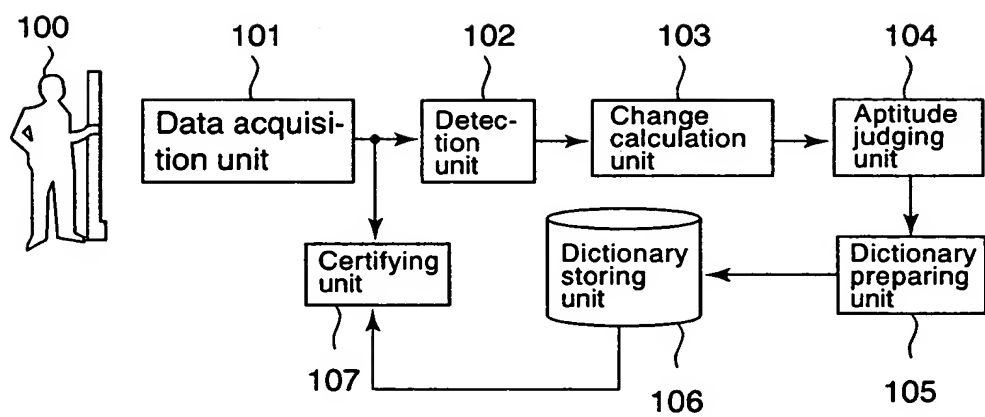 100
101
102
103
104
Data acquisi-
tion unit
Detec-
tion
unit
Change
calculation
unit
Aptitude
judging
unit
Certifying
unit
Dictionary
storing
unit
Dictionary
preparing
unit
107
106
105